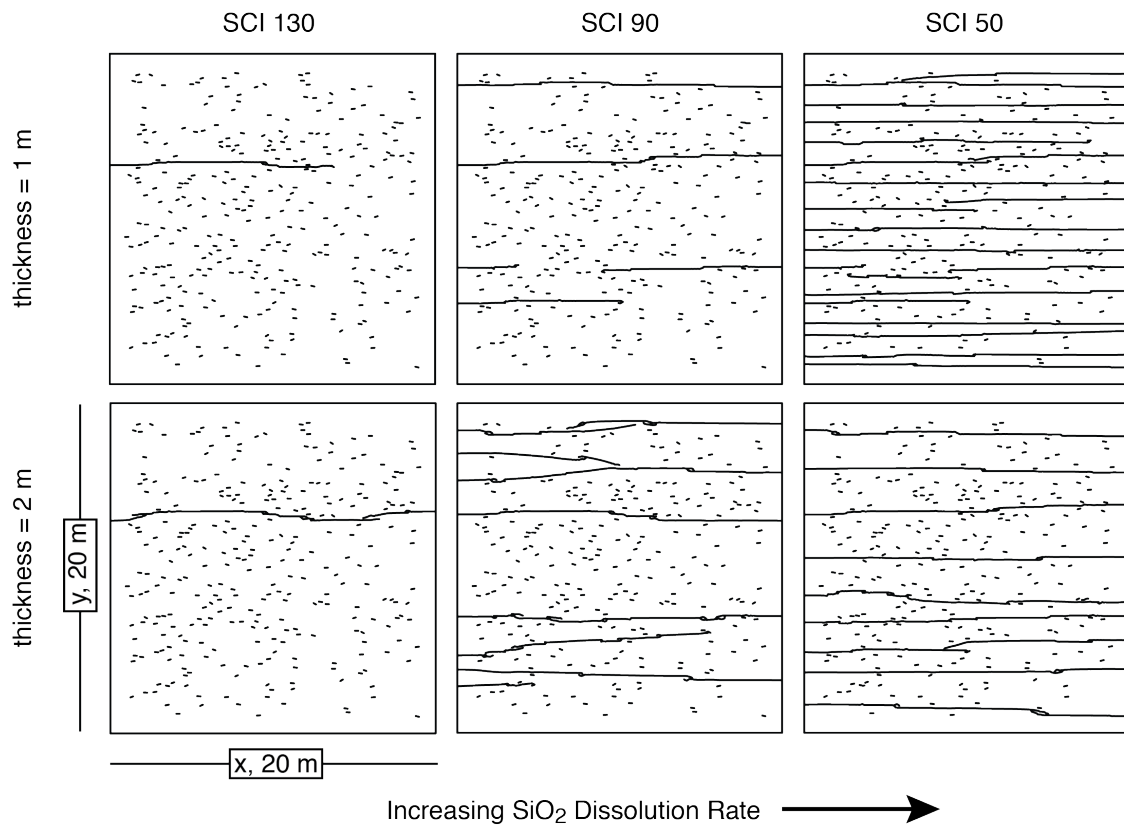 SCI 130
SCI 90
SCI 50
thickness = 1 m
thickness = 2 m
y, 20 m
x, 20 m
Increasing SiO₂ Dissolution Rate